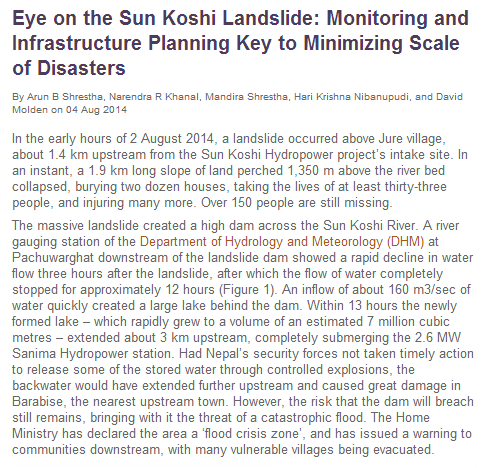 Eye on the Sun Koshi Landslide: Monitoring and
Infrastructure Planning Key to Minimizing Scale
of Disasters
By Arun B Shrestha, Narendra R Khanal, Mandira Shrestha, Hari Krishna Nibanupudi, and David
Molden on 04 Aug 2014
In the early hours of 2 August 2014, a landslide occurred above Jure village,
about 1.4 km upstream from the Sun Koshi Hydropower project's intake site. In
an instant, a 1.9 km long slope of land perched 1,350 m above the river bed
collapsed, burying two dozen houses, taking the lives of at least thirty-three
people, and injuring many more. Over 150 people are still missing.
The massive landslide created a high dam across the Sun Koshi River. A river
gauging station of the Department of Hydrology and Meteorology (DHM) at
Pachuwarghat downstream of the landslide dam showed a rapid decline in water
flow three hours after the landslide, after which the flow of water completely
stopped for approximately 12 hours (Figure 1). An inflow of about 160 m3/sec of
water quickly created a large lake behind the dam. Within 13 hours the newly
formed lake – which rapidly grew to a volume of an estimated 7 million cubic
metres – extended about 3 km upstream, completely submerging the 2.6 MW
Sanima Hydropower station. Had Nepal's security forces not taken timely action
to release some of the stored water through controlled explosions, the
backwater would have extended further upstream and caused great damage in
Barabise, the nearest upstream town. However, the risk that the dam will breach
still remains, bringing with it the threat of a catastrophic flood. The Home
Ministry has declared the area a 'flood crisis zone', and has issued a warning to
communities downstream, with many vulnerable villages being evacuated.